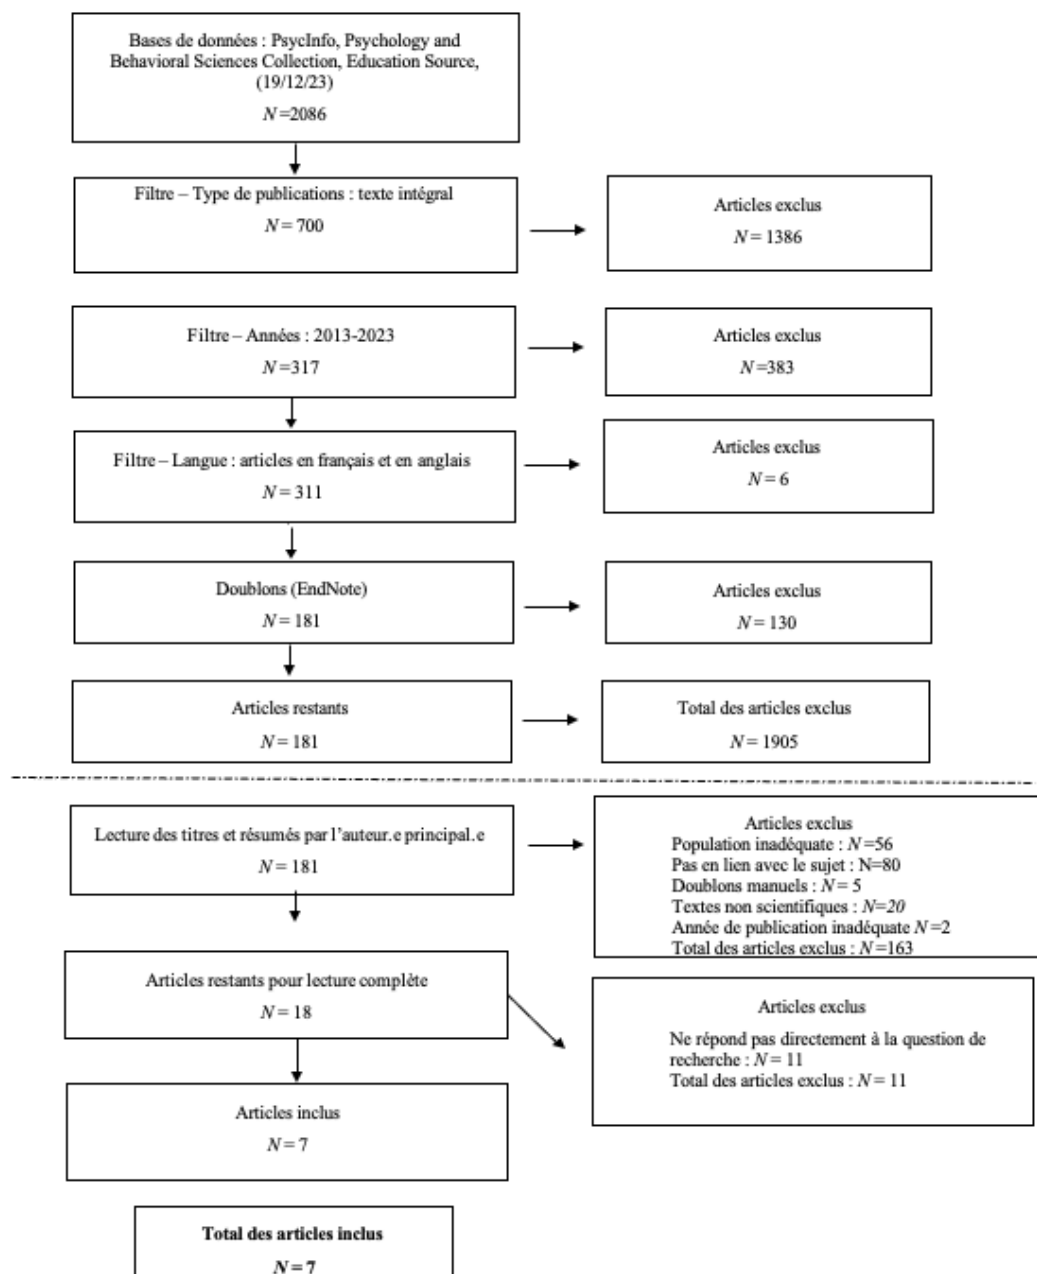 Bases de données : PsycInfo, Psychology and
Behavioral Sciences Collection, Education Source,
(19/12/23)
N=2086
Filtre – Type de publications : texte intégral
N = 700
Articles exclus
N = 1386
Filtre – Années : 2013-2023
N=317
Articles exclus
N=383
Filtre – Langue : articles en français et en anglais
N = 311
Articles exclus
N = 6
Doublons (EndNote)
N = 181
Articles exclus
N = 130
Articles restants
N = 181
Total des articles exclus
N = 1905
Lecture des titres et résumés par l'auteur.e principal.e
N = 181
Articles exclus
Population inadéquate : N=56
Pas en lien avec le sujet : N=80
Doublons manuels : N= 5
Textes non scientifiques : N=20
Année de publication inadéquate N=2
Total des articles exclus : N=163
Articles restants pour lecture complète
N = 18
Articles exclus
Ne répond pas directement à la question de
recherche : N = 11
Total des articles exclus : N = 11
Articles inclus
N = 7
Total des articles inclus
N = 7